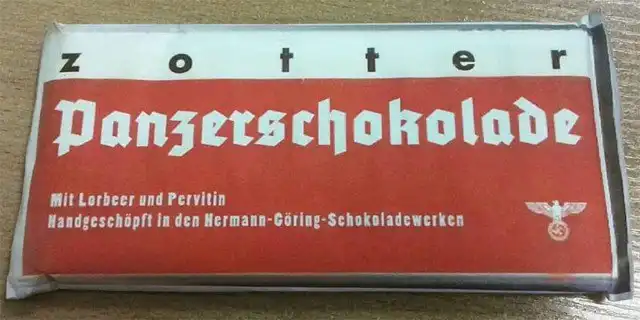 zotter
Panzerschokolade
Mit Lorbeer und Pervitin
Handgeschöpft in den Hermann-Göring-Schokoladewerken